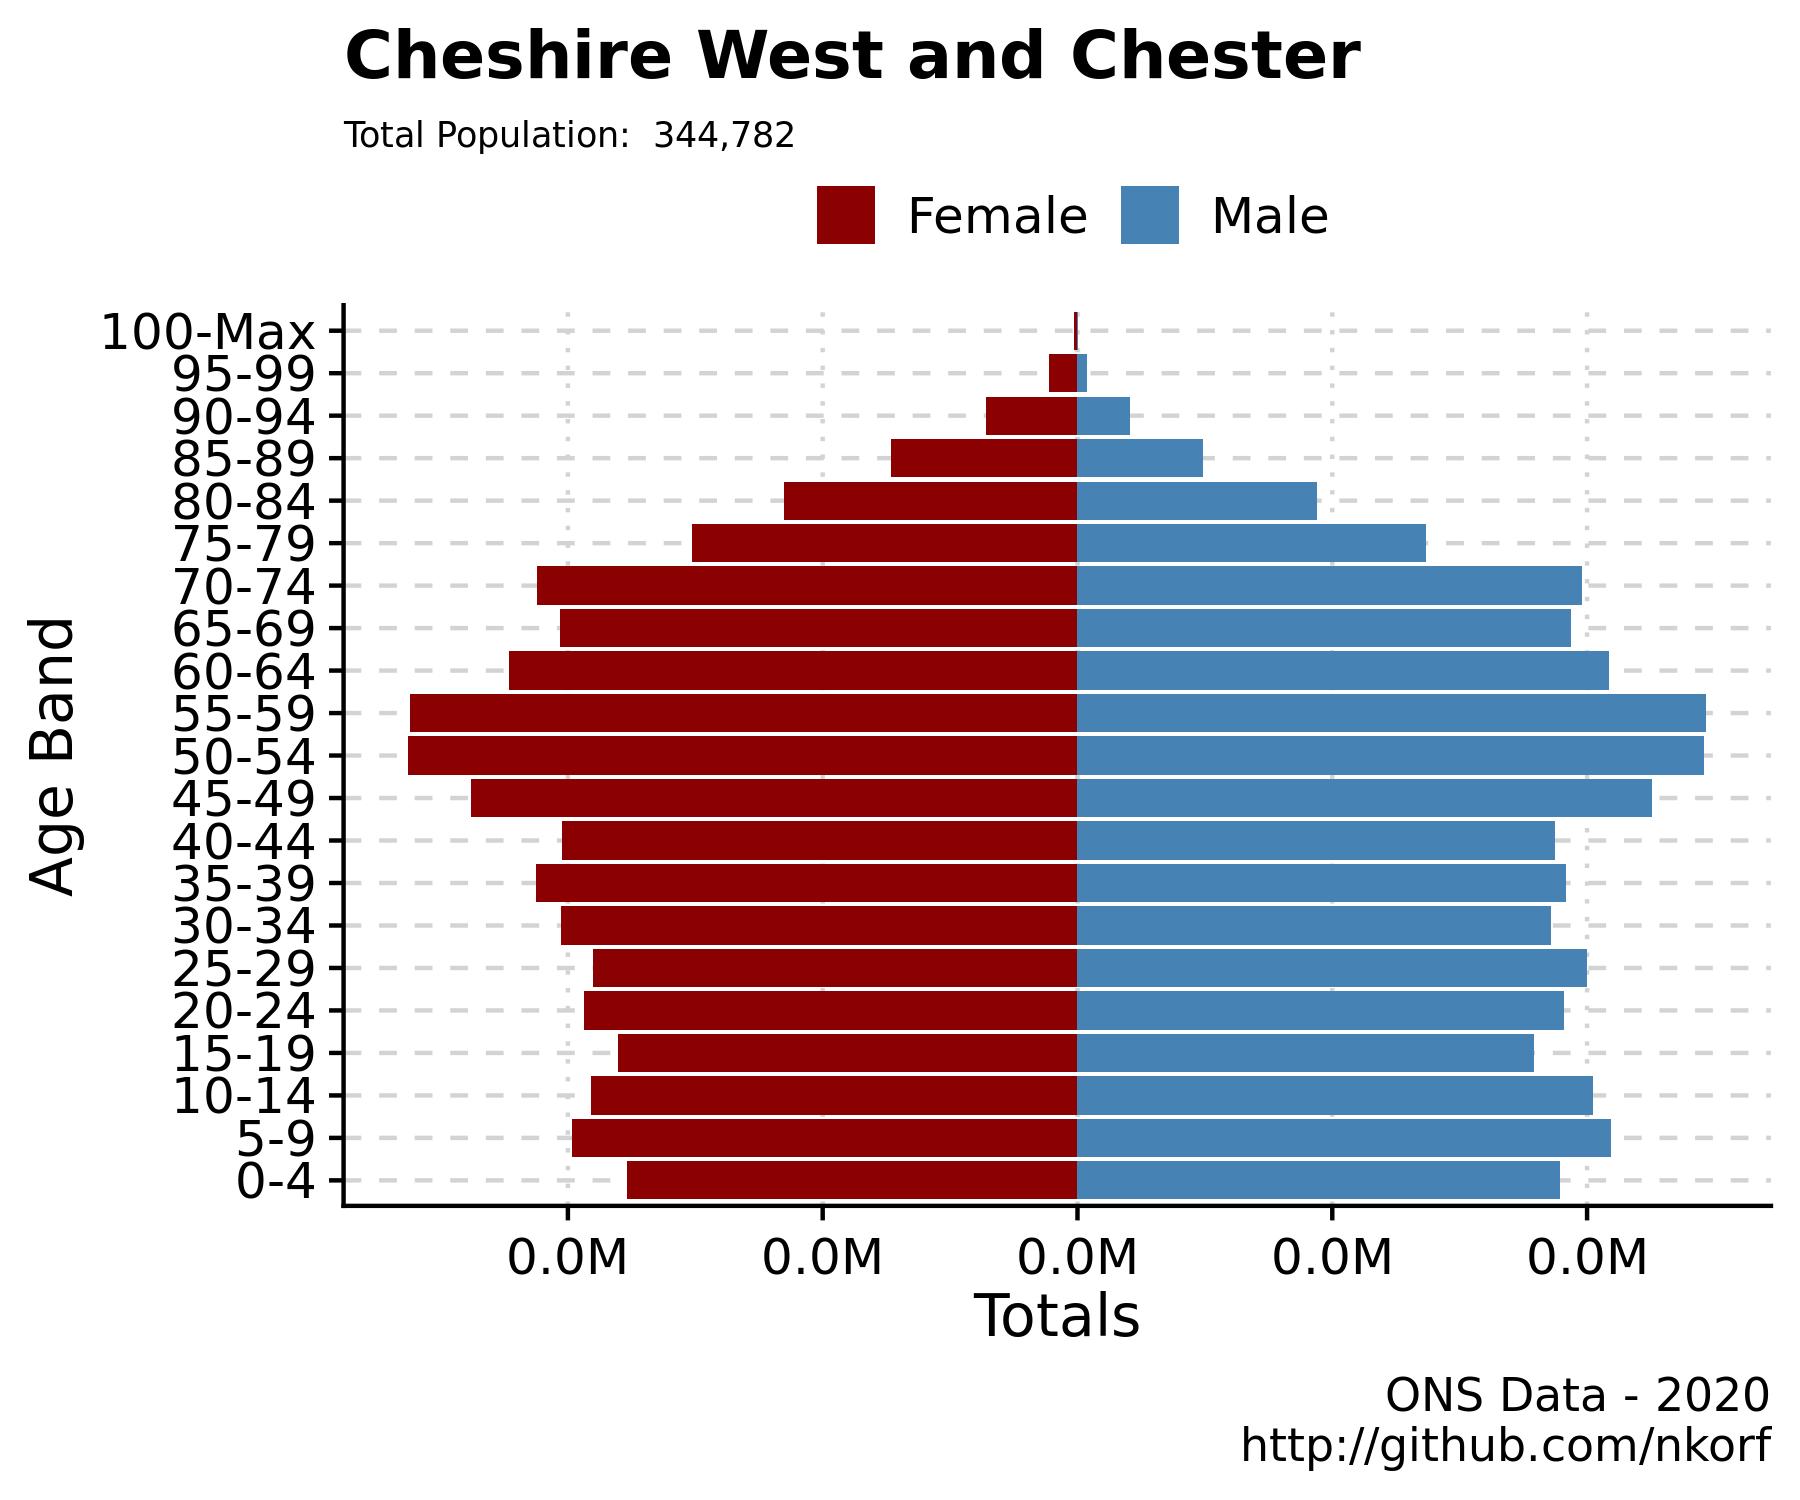 Cheshire West and Chester
Total Population:  344,782
Female
Male
100-Max
95-99
90-94
85-89
80-84
75-79
70-74
65-69
60-64
55-59
50-54
45-49
40-44
35-39
30-34
25-29
20-24
15-19
10-14
5-9
0-4
Age Band
0.0M 0.0M 0.0M 0.0M 0.0M
Totals
ONS Data - 2020
http://github.com/nkorf